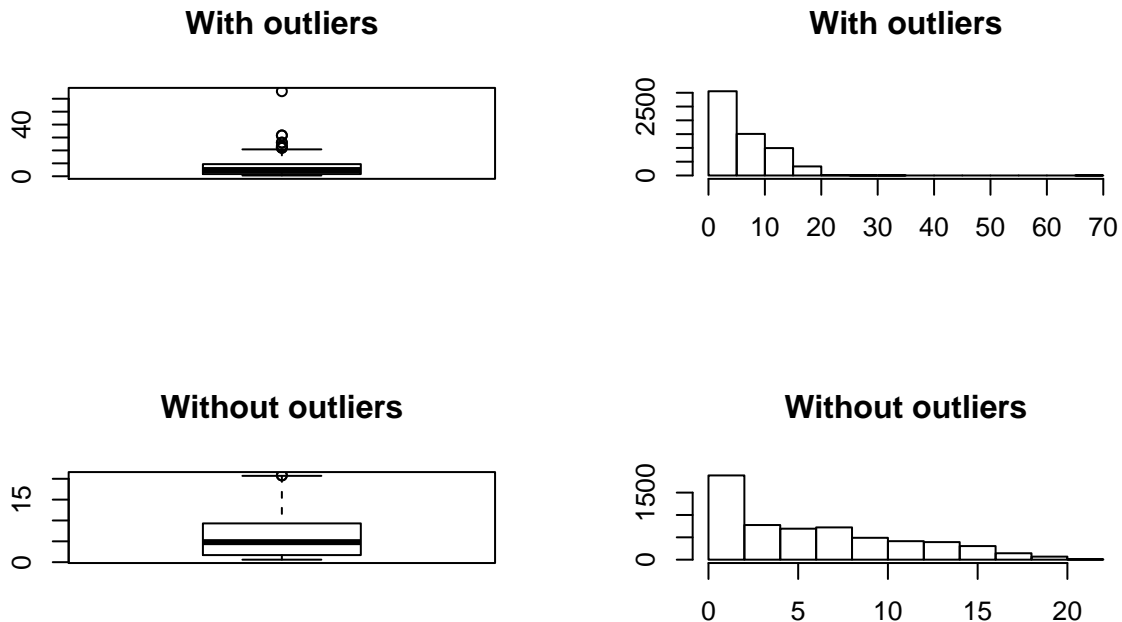 With outliers
0 40
With outliers
0 2500
0 10 20 30 40 50 60 70
Without outliers
0 15
Without outliers
0 1500
0 5 10 15 20